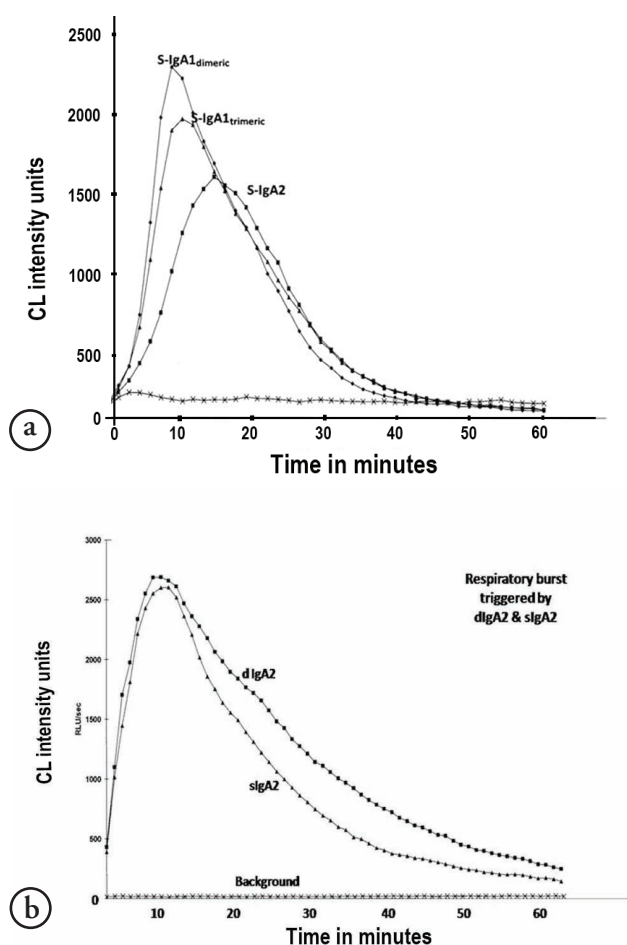 2500
S-IgA1dimeric
S-IgA1trimeric
2000
S-IgA2
1500
1000
500
0
CL intensity units
0 10 20 30 40 50 60
Time in minutes
a
3000
2500
2000
1500
1000
500
0
CL intensity units
RLU/sec
Respiratory burst
triggered by
dIgA2 & sIgA2
dIgA2
sIgA2
Background
10 20 30 40 50 60
Time in minutes
b